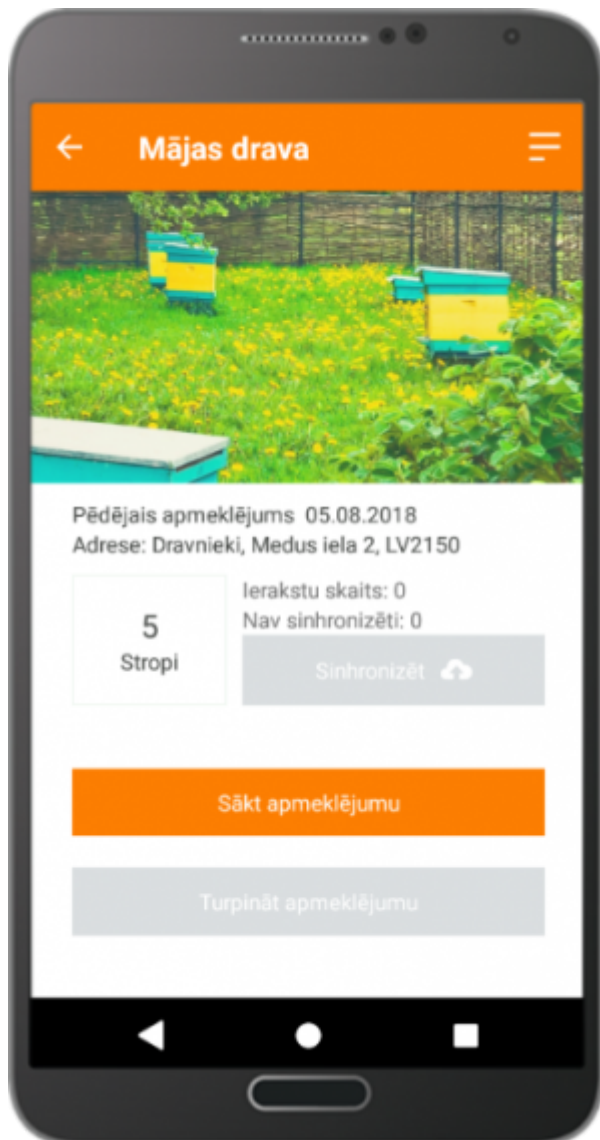 Mājas drava
Pēdējais apmeklējums 05.08.2018
Adrese: Dravnieki, Medus iela 2, LV2150
5
Stropi
Ierakstu skaits: 0
Nav sinhronizēti: 0
Sinhronizēt
Sākt apmeklējumu
Turpināt apmeklējumu